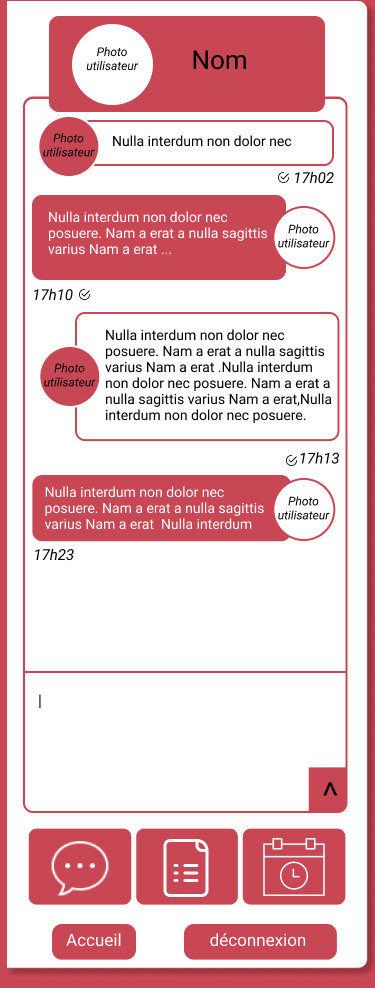 Photo
utilisateur
Nom
Photo
utilisateur
Nulla interdum non dolor nec
17h02
Nulla interdum non dolor nec
posuere. Nam a erat a nulla sagittis
varius Nam a erat ...
Photo
utilisateur
17h10
Nulla interdum non dolor nec
posuere. Nam a erat a nulla sagittis
varius Nam a erat .Nulla interdum
non dolor nec posuere. Nam a erat a
nulla sagittis varius Nam a erat,Nulla
interdum non dolor nec posuere.
Photo
utilisateur
17h13
Nulla interdum non dolor nec
posuere. Nam a erat a nulla sagittis
varius Nam a erat  Nulla interdum
Photo
utilisateur
17h23
Accueil
déconnexion